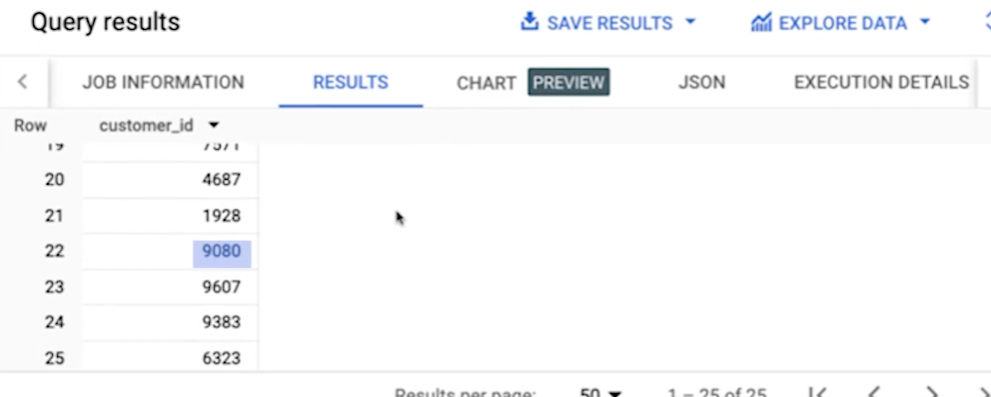 Query results SAVE RESULTS EXPLORE DATA
JOB INFORMATION RESULTS CHART PREVIEW JSON EXECUTION DETAILS
Row customer_id
19 7571
20 4687
21 1928
22 9080
23 9607
24 9383
25 6323
Results per page: 50 1 – 25 of 25